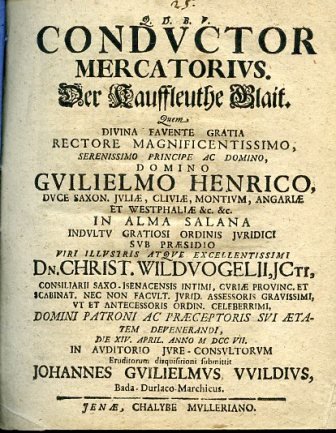 25.
Q. D. B. V.
CONDVCTOR
MERCATORIVS.
Der Kauffleuthe Glait.
Quem
DIVINA FAVENTE GRATIA
RECTORE MAGNIFICENTISSIMO,
SERENISSIMO PRINCIPE AC DOMINO,
DOMINO
GVILIELMO HENRICO,
DVCE SAXON. JVLIÆ, CLIVIÆ, MONTIVM, ANGARIÆ
ET WESTPHALIÆ &c. &c.
IN ALMA SALANA
INDVLTV GRATIOSI ORDINIS JVRIDICI
SVB PRÆSIDIO
VIRI ILLVSTRIS ATQVE EXCELLENTISSIMI
DN. CHRIST. WILDVOGELII, JCTI,
CONSILIARII SAXO-ISENACENSIS INTIMI, CVRIÆ PROVINC. ET
SCABINAT. NEC NON FACVLT. JVRID. ASSESSORIS GRAVISSIMI,
VT ET ANTECESSORIS ORDIN. CELEBERRIMI,
DOMINI PATRONI AC PRÆCEPTORIS SVI ÆTA-
TEM DEVENERANDI,
DIE XIV. APRIL. ANNO M DCC VII.
IN AVDITORIO JVRE-CONSVLTORVM
Eruditorum disquisitioni submittit
JOHANNES GVILIELMVS VVILDIVS,
Bada-Durlaco-Marchicus.
JENÆ, CHALYBE MVLLERIANO.